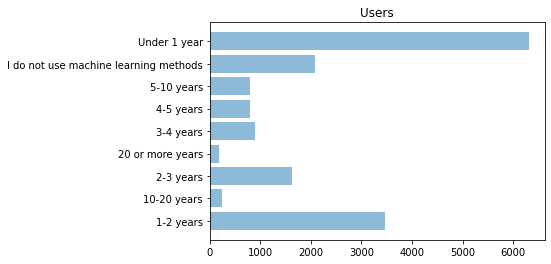 Users
Under 1 year
I do not use machine learning methods
5-10 years
4-5 years
3-4 years
20 or more years
2-3 years
10-20 years
1-2 years
0 1000 2000 3000 4000 5000 6000